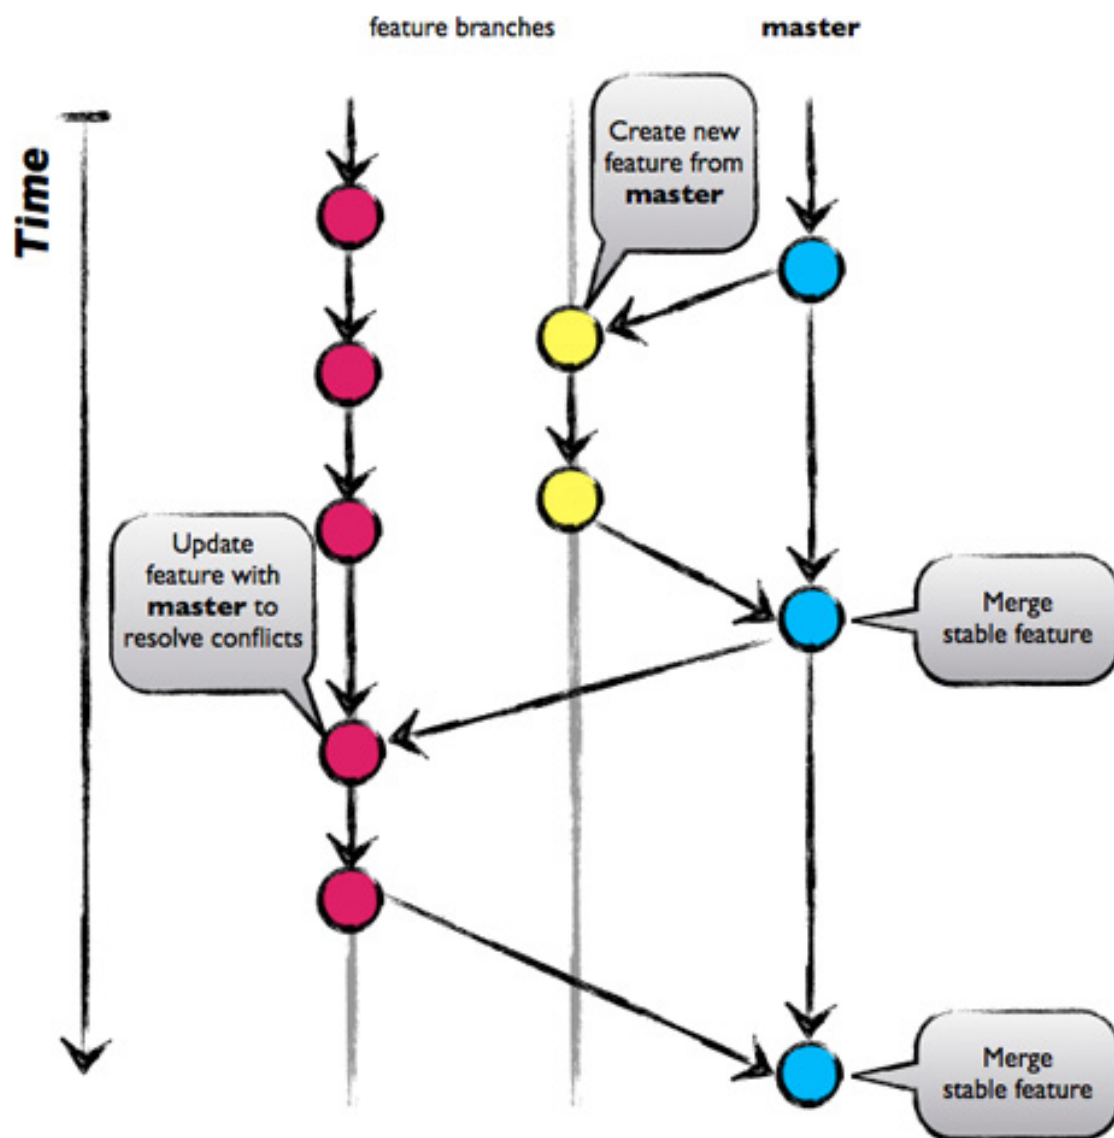 feature branches
master
Time
Create new
feature from
master
Update
feature with
master to
resolve conflicts
Merge
stable feature
Merge
stable feature